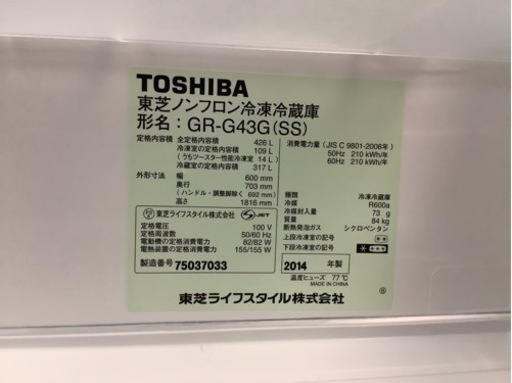 TOSHIBA
東芝ノンフロン冷凍冷蔵庫
形名：GR-G43G(SS)
定格内容積 全定格内容積 426 L
冷凍室の定格内容積 109 L
（うちツースター性能冷凍室 14 L）
冷蔵室の定格内容積 317 L
外形寸法 幅 600 mm
奥行 703 mm
（ハンドル・調整脚除く 692 mm）
高さ 1816 mm
消費電力量（JIS C 9801-2006年）
50Hz 210 kWh/年
60Hz 210 kWh/年
東芝ライフスタイル株式会社 JET
定格電圧 100 V
定格周波数 50/60 Hz
電動機の定格消費電力 82/82 W
電熱装置の定格消費電力 155/155 W
製造番号 75037033
種類 冷凍冷蔵庫
冷媒 R600a
冷媒封入量 73 g
質量 84 kg
断熱発泡ガス シクロペンタン
上段冷凍室の記号
下段冷凍室の記号
2014 年製
温度ヒューズ 77℃
MADE IN CHINA
東芝ライフスタイル株式会社